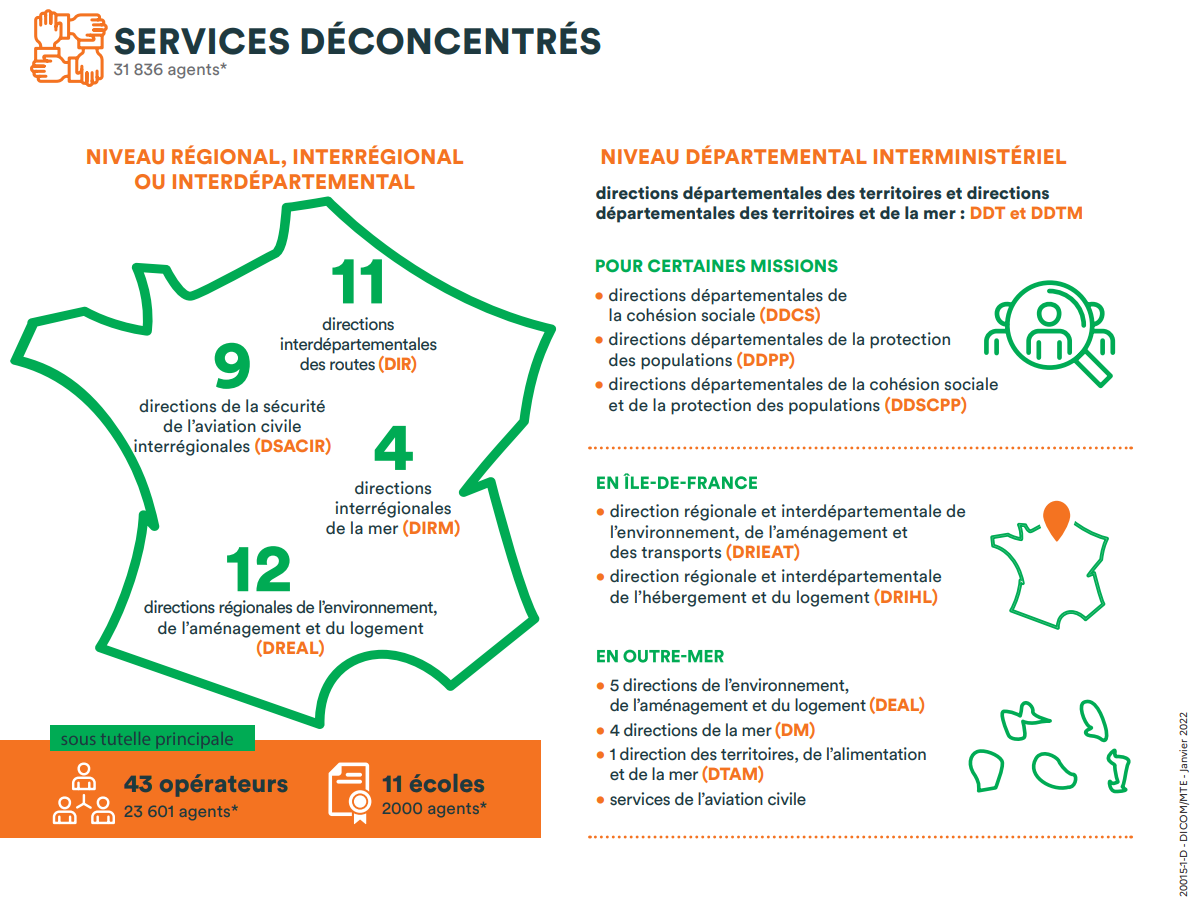 SERVICES DÉCONCENTRÉS
31 836 agents*
NIVEAU RÉGIONAL, INTERRÉGIONAL
OU INTERDÉPARTEMENTAL
11
directions
interdépartementales
des routes (DIR)
9
directions de la sécurité
de l’aviation civile
interrégionales (DSACIR)
4
directions
interrégionales
de la mer (DIRM)
12
directions régionales de l’environnement,
de l’aménagement et du logement
(DREAL)
sous tutelle principale
43 opérateurs
23 601 agents*
11 écoles
2000 agents*
NIVEAU DÉPARTEMENTAL INTERMINISTÉRIEL
directions départementales des territoires et directions
départementales des territoires et de la mer : DDT et DDTM
POUR CERTAINES MISSIONS
• directions départementales de
la cohésion sociale (DDCS)
• directions départementales de la protection
des populations (DDPP)
• directions départementales de la cohésion sociale
et de la protection des populations (DDSCPP)
EN ÎLE-DE-FRANCE
• direction régionale et interdépartementale de
l’environnement, de l’aménagement et
des transports (DRIEAT)
• direction régionale et interdépartementale
de l’hébergement et du logement (DRIHL)
EN OUTRE-MER
• 5 directions de l’environnement,
de l’aménagement et du logement (DEAL)
• 4 directions de la mer (DM)
• 1 direction des territoires, de l’alimentation
et de la mer (DTAM)
• services de l’aviation civile
20015-1-D - DICOM/MTE - Janvier 2022